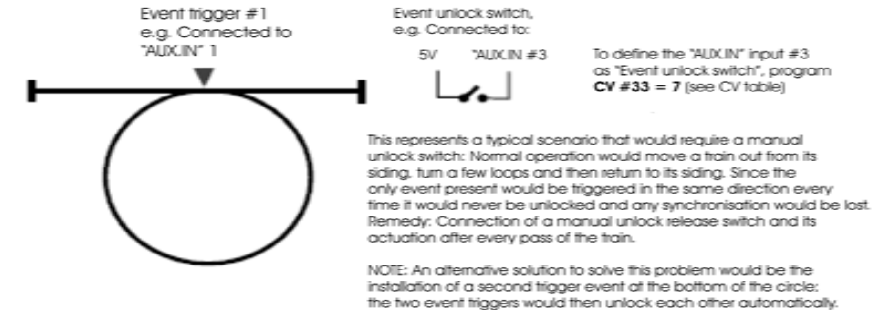 Event trigger #1
e.g. Connected to
"AUX.IN" 1
Event unlock switch,
e.g. Connected to:
5V "AUX.IN #3
To define the "AUX.IN" input #3
as "Event unlock switch", program
CV #33 = 7 (see CV table)
This represents a typical scenario that would require a manual
unlock switch: Normal operation would move a train out from its
siding, turn a few loops and then return to its siding. Since the
only event present would be triggered in the same direction every
time it would never be unlocked and any synchronisation would be lost.
Remedy: Connection of a manual unlock release switch and its
actuation after every pass of the train.
NOTE: An alternative solution to solve this problem would be the
installation of a second trigger event at the bottom of the circle;
the two event triggers would then unlock each other automatically.